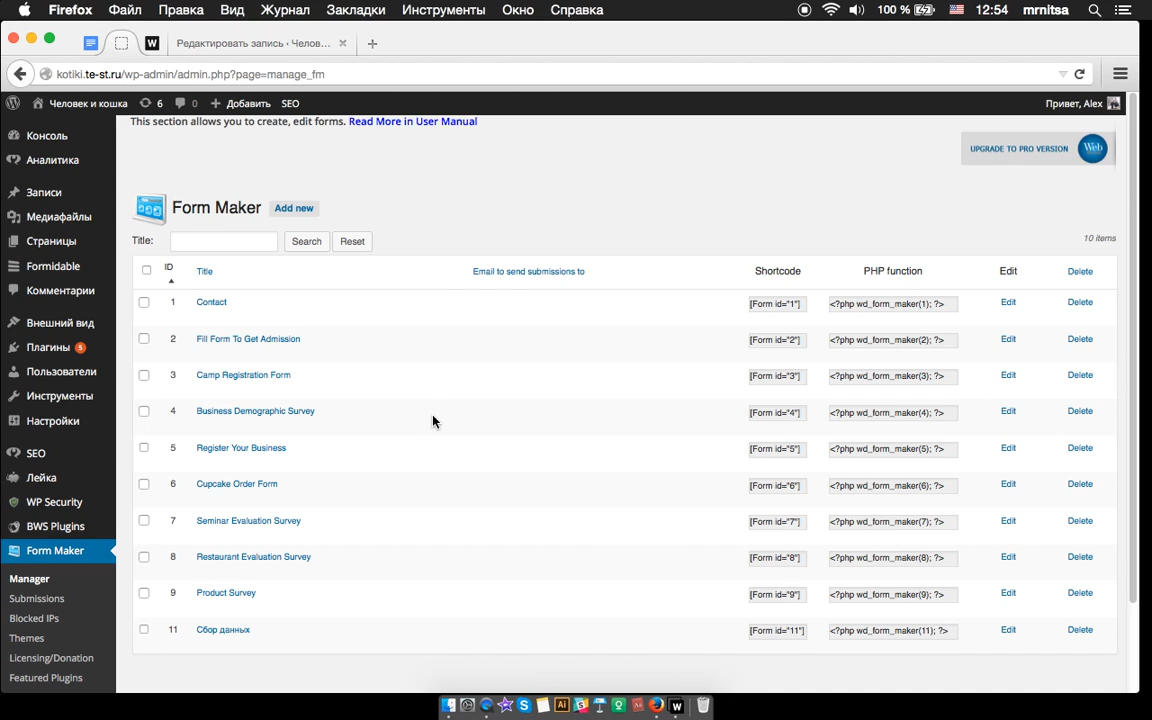 Firefox Файл Правка Вид Журнал Закладки Инструменты Окно Справка 100 % 12:54 mrnitsa
W Редактировать запись ‹ Челов… × +
kotiki.te-st.ru/wp-admin/admin.php?page=manage_fm
Человек и кошка 6 0 + Добавить SEO Привет, Alex
This section allows you to create, edit forms. Read More in User Manual
Консоль
UPGRADE TO PRO VERSION Web
Аналитика
Записи
Form Maker Add new
Медиафайлы
Страницы
Title: Search Reset 10 items
Formidable
ID Title Email to send submissions to Shortcode PHP function Edit Delete
Комментарии
1 Contact [Form id="1"] <?php wd_form_maker(1); ?> Edit Delete
Внешний вид
2 Fill Form To Get Admission [Form id="2"] <?php wd_form_maker(2); ?> Edit Delete
Плагины 5
Пользователи
3 Camp Registration Form [Form id="3"] <?php wd_form_maker(3); ?> Edit Delete
Инструменты
4 Business Demographic Survey [Form id="4"] <?php wd_form_maker(4); ?> Edit Delete
Настройки
5 Register Your Business [Form id="5"] <?php wd_form_maker(5); ?> Edit Delete
SEO
Лейка
6 Cupcake Order Form [Form id="6"] <?php wd_form_maker(6); ?> Edit Delete
WP Security
7 Seminar Evaluation Survey [Form id="7"] <?php wd_form_maker(7); ?> Edit Delete
BWS Plugins
Form Maker
8 Restaurant Evaluation Survey [Form id="8"] <?php wd_form_maker(8); ?> Edit Delete
Manager
9 Product Survey [Form id="9"] <?php wd_form_maker(9); ?> Edit Delete
Submissions
Blocked IPs
11 Сбор данных [Form id="11"] <?php wd_form_maker(11); ?> Edit Delete
Themes
Licensing/Donation
Featured Plugins